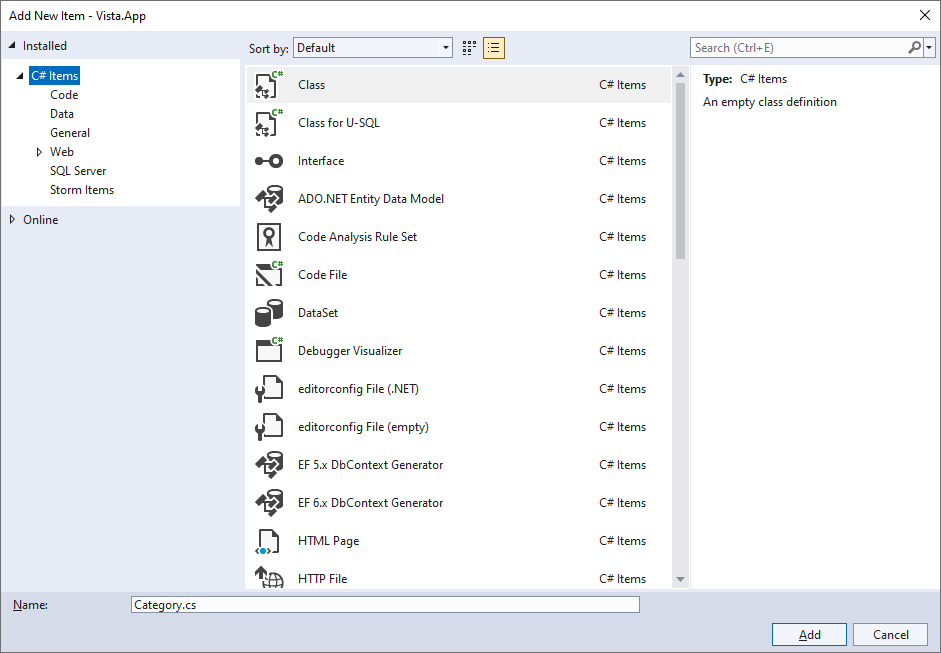 Add New Item - Vista.App
Installed
Sort by: Default
Search (Ctrl+E)
C# Items
Code
Data
General
Web
SQL Server
Storm Items
Online
C# Class C# Items
C# Class for U-SQL C# Items
Interface C# Items
ADO.NET Entity Data Model C# Items
Code Analysis Rule Set C# Items
C# Code File C# Items
DataSet C# Items
C# Debugger Visualizer C# Items
editorconfig File (.NET) C# Items
editorconfig File (empty) C# Items
EF 5.x DbContext Generator C# Items
EF 6.x DbContext Generator C# Items
HTML Page C# Items
HTTP File C# Items
Type: C# Items
An empty class definition
Name: Category.cs
Add Cancel